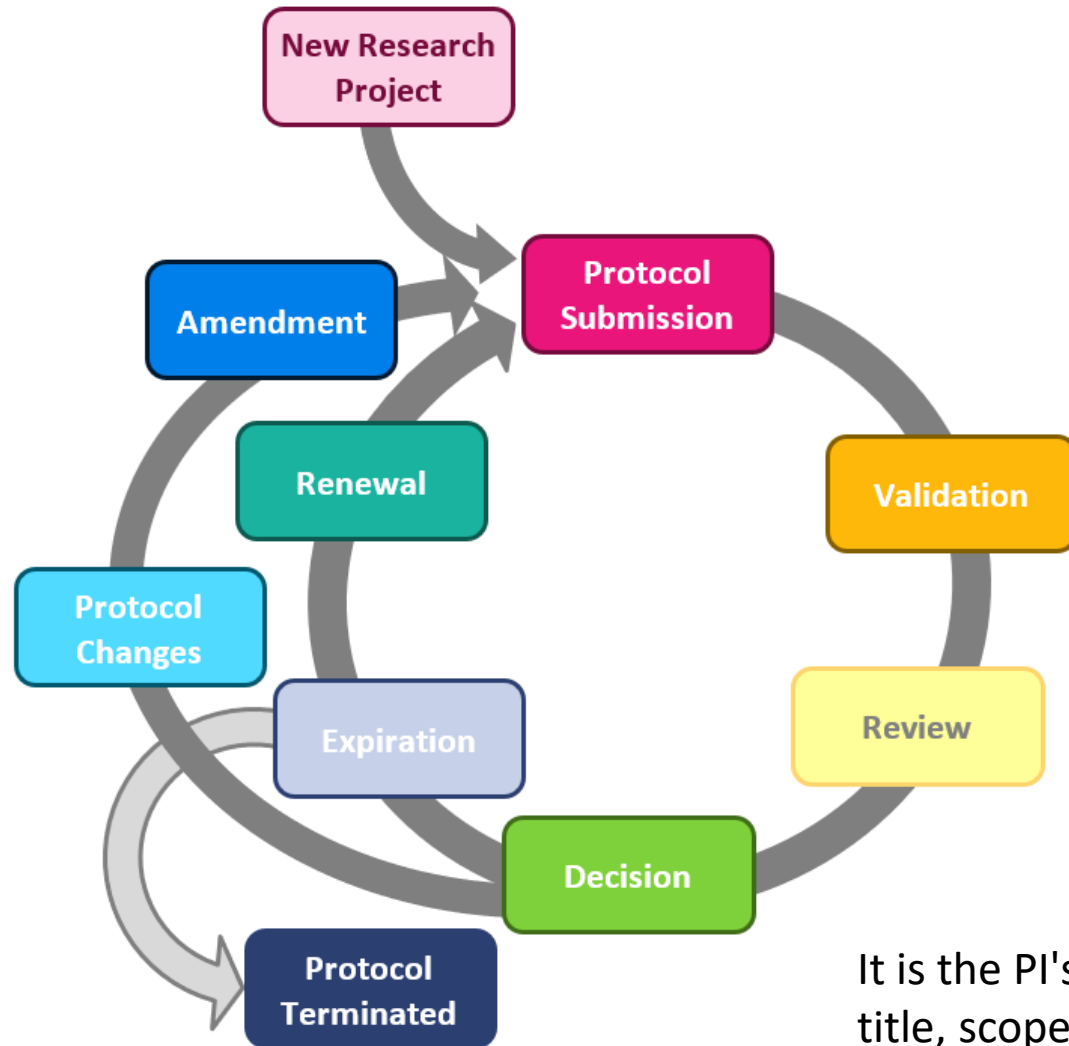 New Research
Project
Protocol
Submission
Amendment
Renewal
Validation
Protocol
Changes
Expiration
Review
Decision
Protocol
Terminated
It is the PI's
title, scope